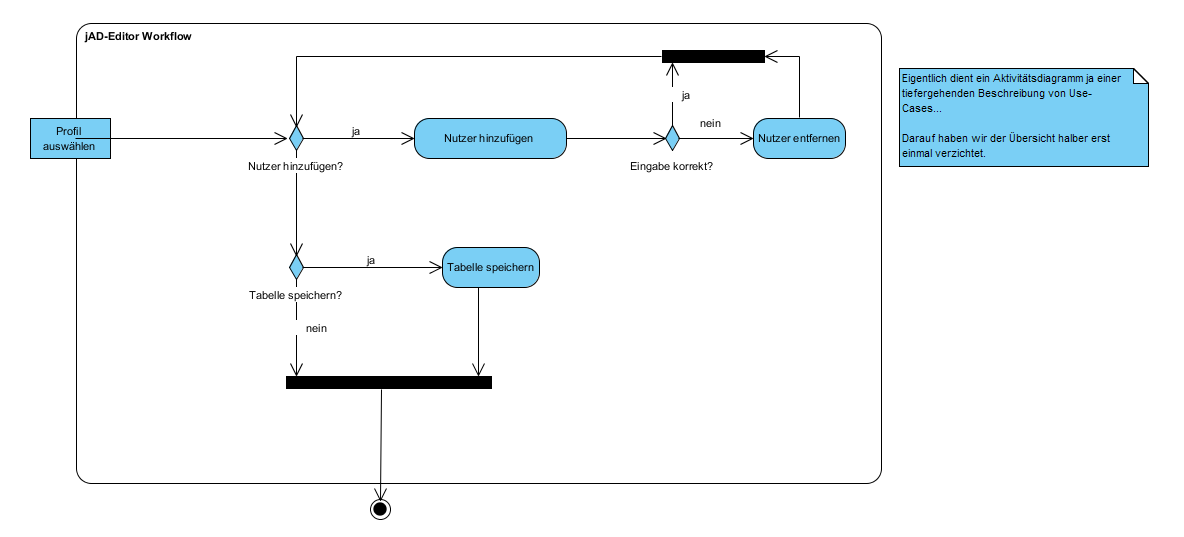 jAD-Editor Workflow
Eigentlich dient ein Aktivitätsdiagramm ja einer
tiefergehenden Beschreibung von Use-
Cases...
Darauf haben wir der Übersicht halber erst
einmal verzichtet.
ja
nein
Profil
auswählen
ja
Nutzer hinzufügen
Nutzer entfernen
Nutzer hinzufügen?
Eingabe korrekt?
ja
Tabelle speichern
Tabelle speichern?
nein